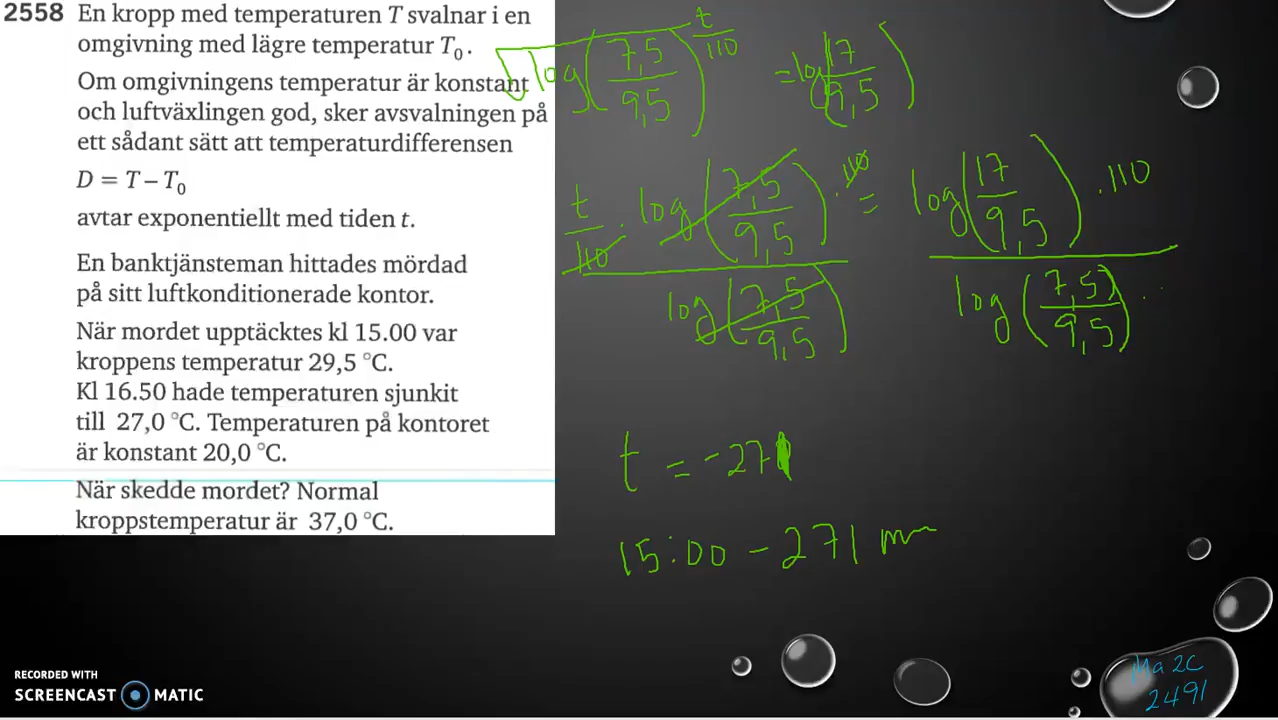 2558 En kropp med temperaturen T svalnar i en
omgivning med lägre temperatur T₀.
Om omgivningens temperatur är konstant
och luftväxlingen god, sker avsvalningen på
ett sådant sätt att temperaturdifferensen
D = T – T₀
avtar exponentiellt med tiden t.
En banktjänsteman hittades mördad
på sitt luftkonditionerade kontor.
När mordet upptäcktes kl 15.00 var
kroppens temperatur 29,5 °C.
Kl 16.50 hade temperaturen sjunkit
till 27,0 °C. Temperaturen på kontoret
är konstant 20,0 °C.
När skedde mordet? Normal
kroppstemperatur är 37,0 °C.
log(7,5/9,5)^(t/110) = log(17/9,5)
t/110 · log(7,5/9,5) · 110 = log(17/9,5) · 110
log(7,5/9,5) log(7,5/9,5)
t = -271
15:00 - 271 min
RECORDED WITH
SCREENCAST MATIC
Ma 2C
2491